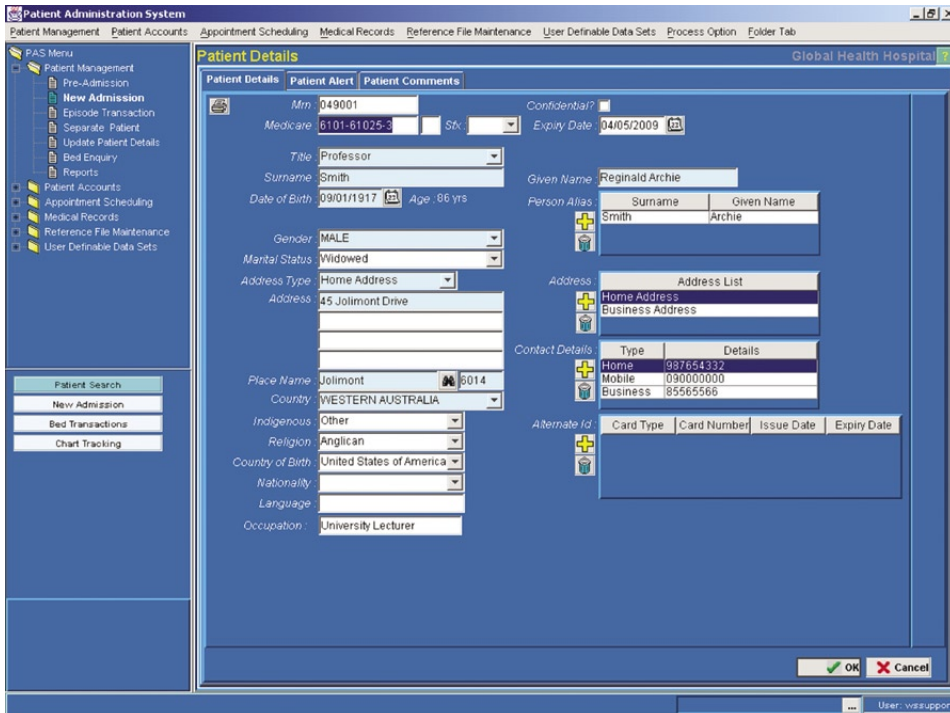 Patient Administration System
Patient Management Patient Accounts Appointment Scheduling Medical Records Reference File Maintenance User Definable Data Sets Process Option Folder Tab
PAS Menu
Patient Management
Pre-Admission
New Admission
Episode Transaction
Separate Patient
Update Patient Details
Bed Enquiry
Reports
Patient Accounts
Appointment Scheduling
Medical Records
Reference File Maintenance
User Definable Data Sets
Patient Search
New Admission
Bed Transactions
Chart Tracking
Patient Details Global Health Hospital ?
Patient Details Patient Alert Patient Comments
Mrn : 049001 Confidential?
Medicare : 6101-61025-3 Sfx : Expiry Date : 04/05/2009
Title : Professor
Surname : Smith Given Name : Reginald Archie
Date of Birth : 09/01/1917 Age : 86 yrs Person Alias :
Surname Given Name
Smith Archie
Gender : MALE
Marital Status : Widowed
Address Type : Home Address
Address : 45 Jolimont Drive
Address : Address List
Home Address
Business Address
Contact Details : Type Details
Home 987654332
Mobile 090000000
Business 85565566
Place Name : Jolimont 6014
Country : WESTERN AUSTRALIA
Indigenous : Other
Religion : Anglican
Country of Birth : United States of America
Nationality :
Language :
Occupation : University Lecturer
Alternate Id : Card Type Card Number Issue Date Expiry Date
OK Cancel
... User: wssuppor